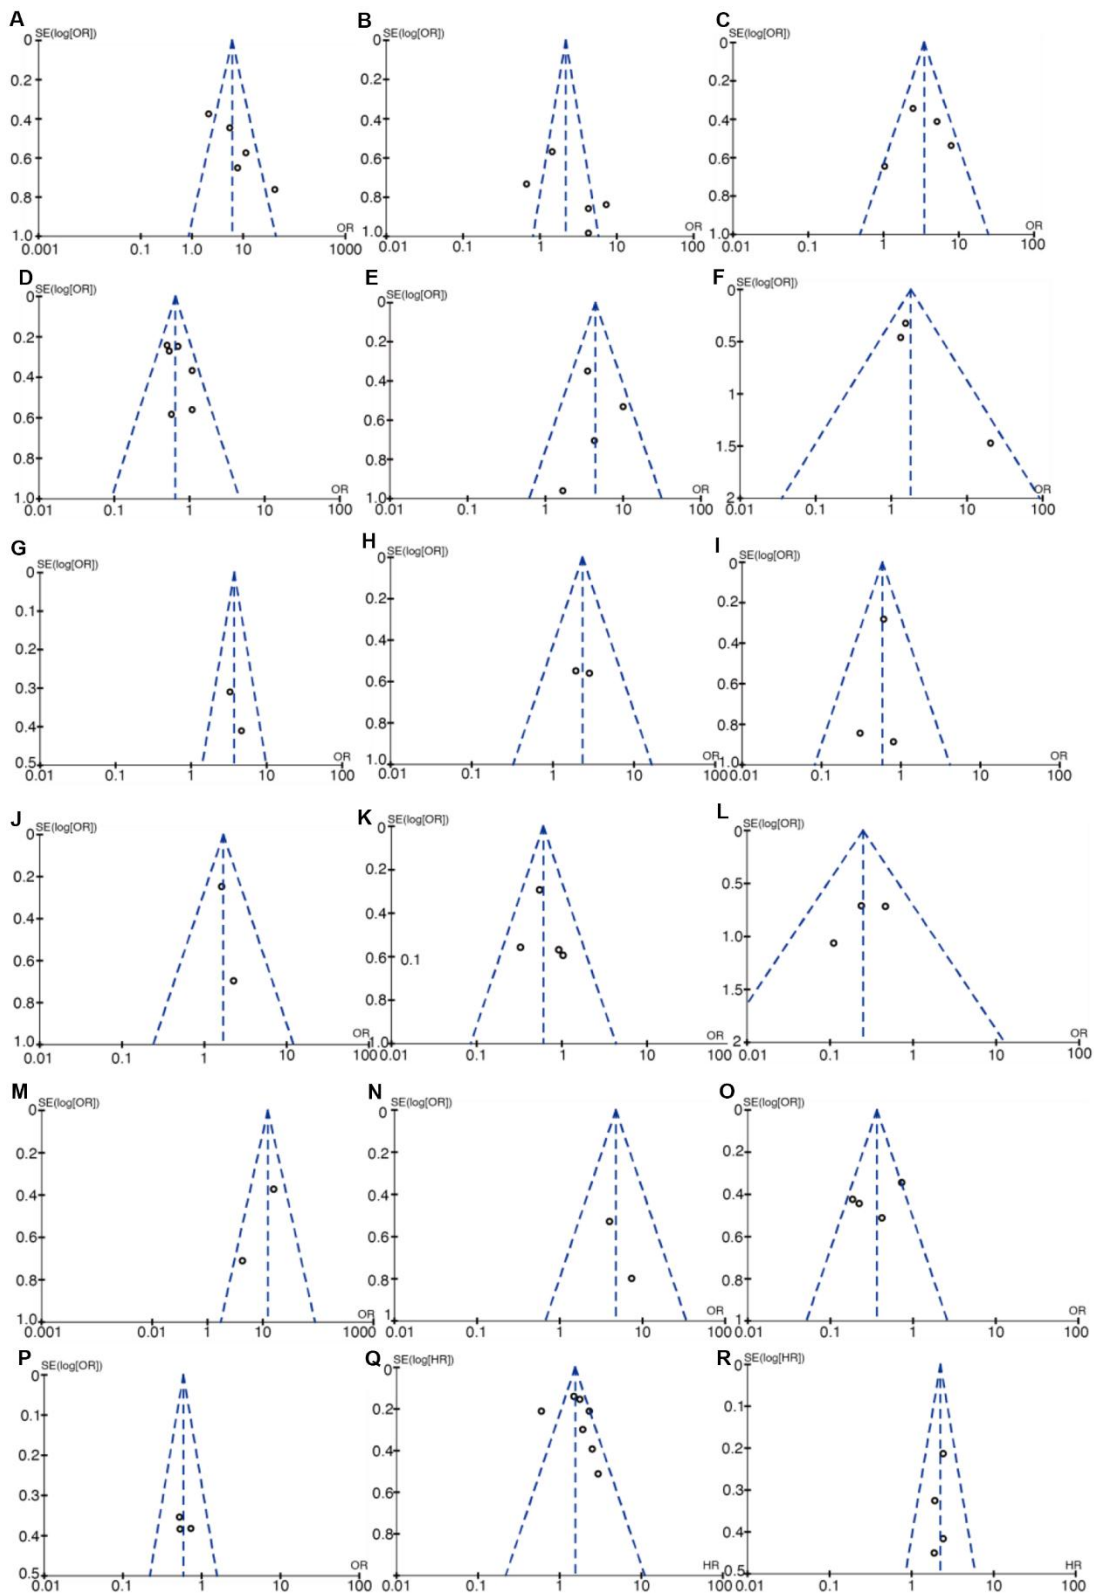 A
SE(log[OR])
0
0.2
0.4
0.6
0.8
1.0
0.001 0.1 1.0 10 1000
OR
B
SE(log[OR])
0
0.2
0.4
0.6
0.8
1.0
0.01 0.1 1 10 100
OR
C
SE(log[OR])
0
0.2
0.4
0.6
0.8
1.0
0.01 0.1 1 10 100
OR
D
SE(log[OR])
0
0.2
0.4
0.6
0.8
1.0
0.01 0.1 1 10 100
OR
E
SE(log[OR])
0
0.2
0.4
0.6
0.8
1.0
0.01 0.1 1 10 100
OR
F
SE(log[OR])
0
0.5
1
1.5
2
0.01 0.1 1 10 100
OR
G
SE(log[OR])
0
0.1
0.2
0.3
0.4
0.5
0.01 0.1 1 10 100
OR
H
SE(log[OR])
0
0.2
0.4
0.6
0.8
1.0
0.01 0.1 1 10 100
OR
I
SE(log[OR])
0
0.2
0.4
0.6
0.8
1.0
0.01 0.1 1 10 100
OR
J
SE(log[OR])
0
0.2
0.4
0.6
0.8
1.0
0.01 0.1 1 10 100
OR
K
SE(log[OR])
0
0.2
0.4
0.6
0.1
0.8
1.0
0.01 0.1 1 10 100
OR
L
SE(log[OR])
0
0.5
1.0
1.5
2
0.01 0.1 1 10 100
OR
M
SE(log[OR])
0
0.2
0.4
0.6
0.8
1.0
0.001 0.01 1 10 1000
OR
N
SE(log[OR])
0
0.2
0.4
0.6
0.8
1
0.01 0.1 1 10 100
OR
O
SE(log[OR])
0
0.2
0.4
0.6
0.8
1
0.01 0.1 1 10 100
OR
P
SE(log[OR])
0
0.1
0.2
0.3
0.4
0.5
0.01 0.1 1 10 100
OR
Q
SE(log[HR])
0
0.2
0.4
0.6
0.8
0.01 0.1 1 10 100
HR
R
SE(log[HR])
0
0.1
0.2
0.3
0.4
0.5
0.01 0.1 1 10 100
HR